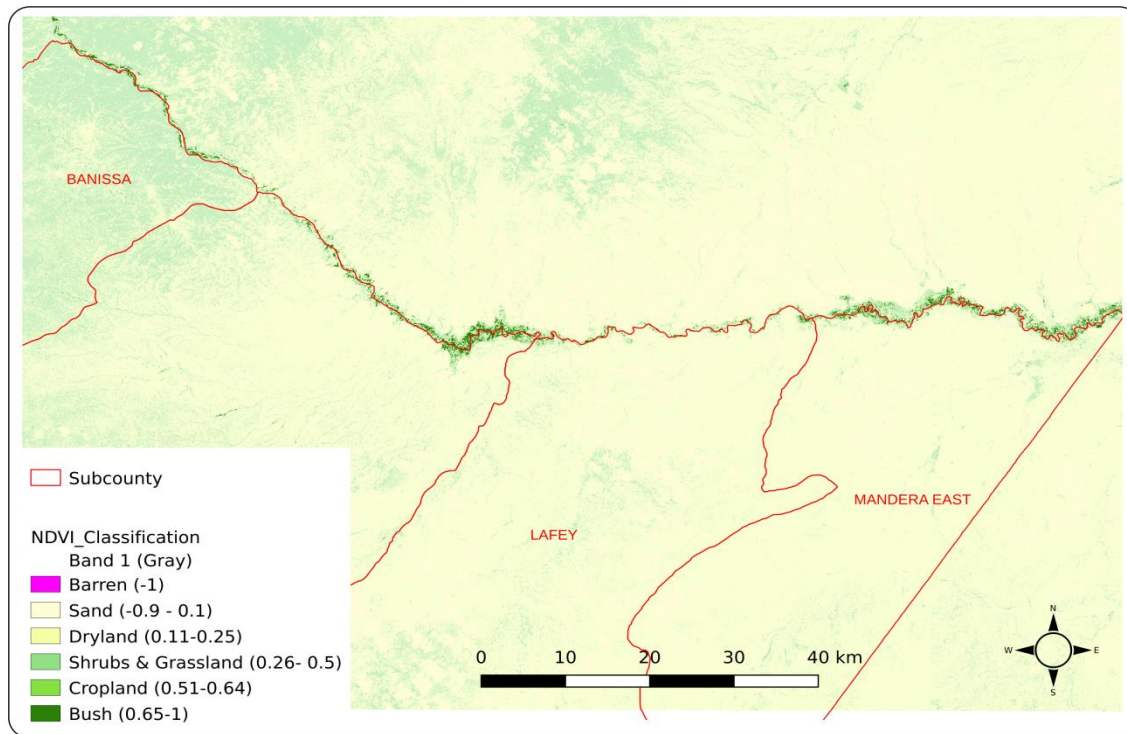 BANISSA
LAFEY
MANDERA EAST
Subcounty
NDVI_Classification
Band 1 (Gray)
Barren (-1)
Sand (-0.9 - 0.1)
Dryland (0.11-0.25)
Shrubs & Grassland (0.26- 0.5)
Cropland (0.51-0.64)
Bush (0.65-1)
0 10 20 30 40 km
N
W E
S